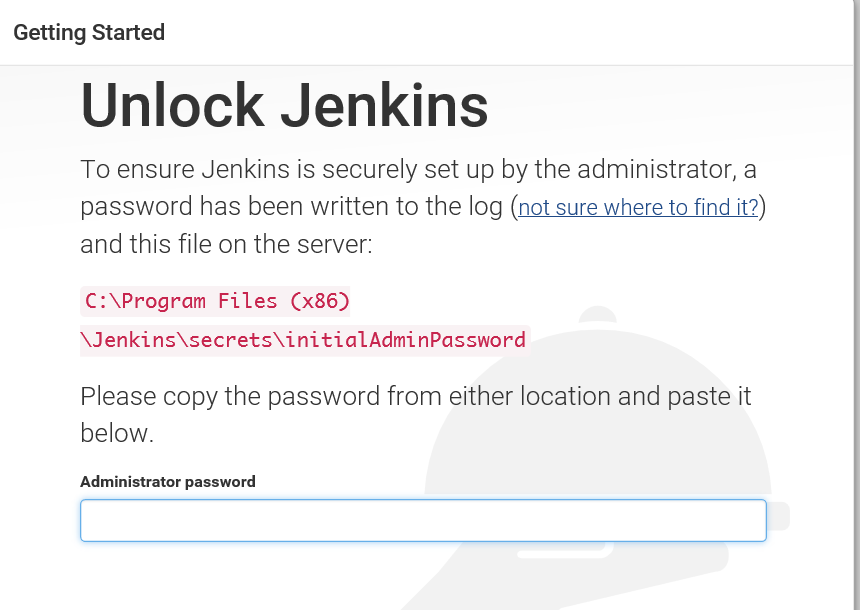 Getting Started
Unlock Jenkins
To ensure Jenkins is securely set up by the administrator, a
password has been written to the log (not sure where to find it?)
and this file on the server:
C:\Program Files (x86)
\Jenkins\secrets\initialAdminPassword
Please copy the password from either location and paste it
below.
Administrator password